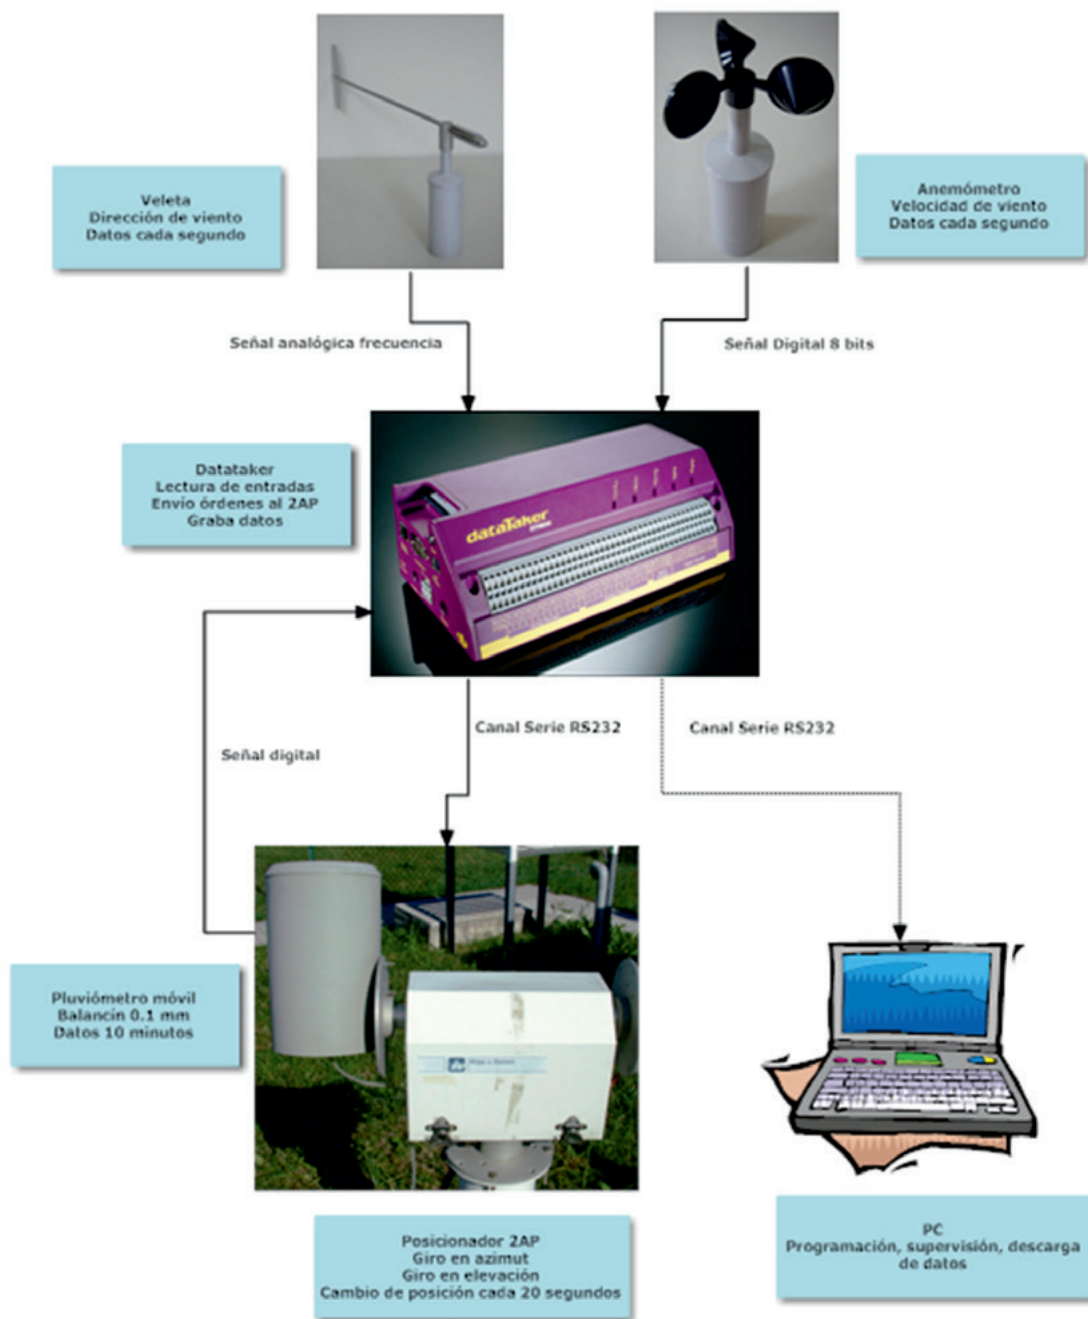 Veleta
Dirección de viento
Datos cada segundo
Anemómetro
Velocidad de viento
Datos cada segundo
Señal analógica frecuencia
Señal Digital 8 bits
Datataker
Lectura de entradas
Envío órdenes al 2AP
Graba datos
dataTaker
Señal digital
Canal Serie RS232
Canal Serie RS232
Pluviómetro móvil
Balancín 0.1 mm
Datos 10 minutos
Posicionador 2AP
Giro en azimut
Giro en elevación
Cambio de posición cada 20 segundos
PC
Programación, supervisión, descarga
de datos